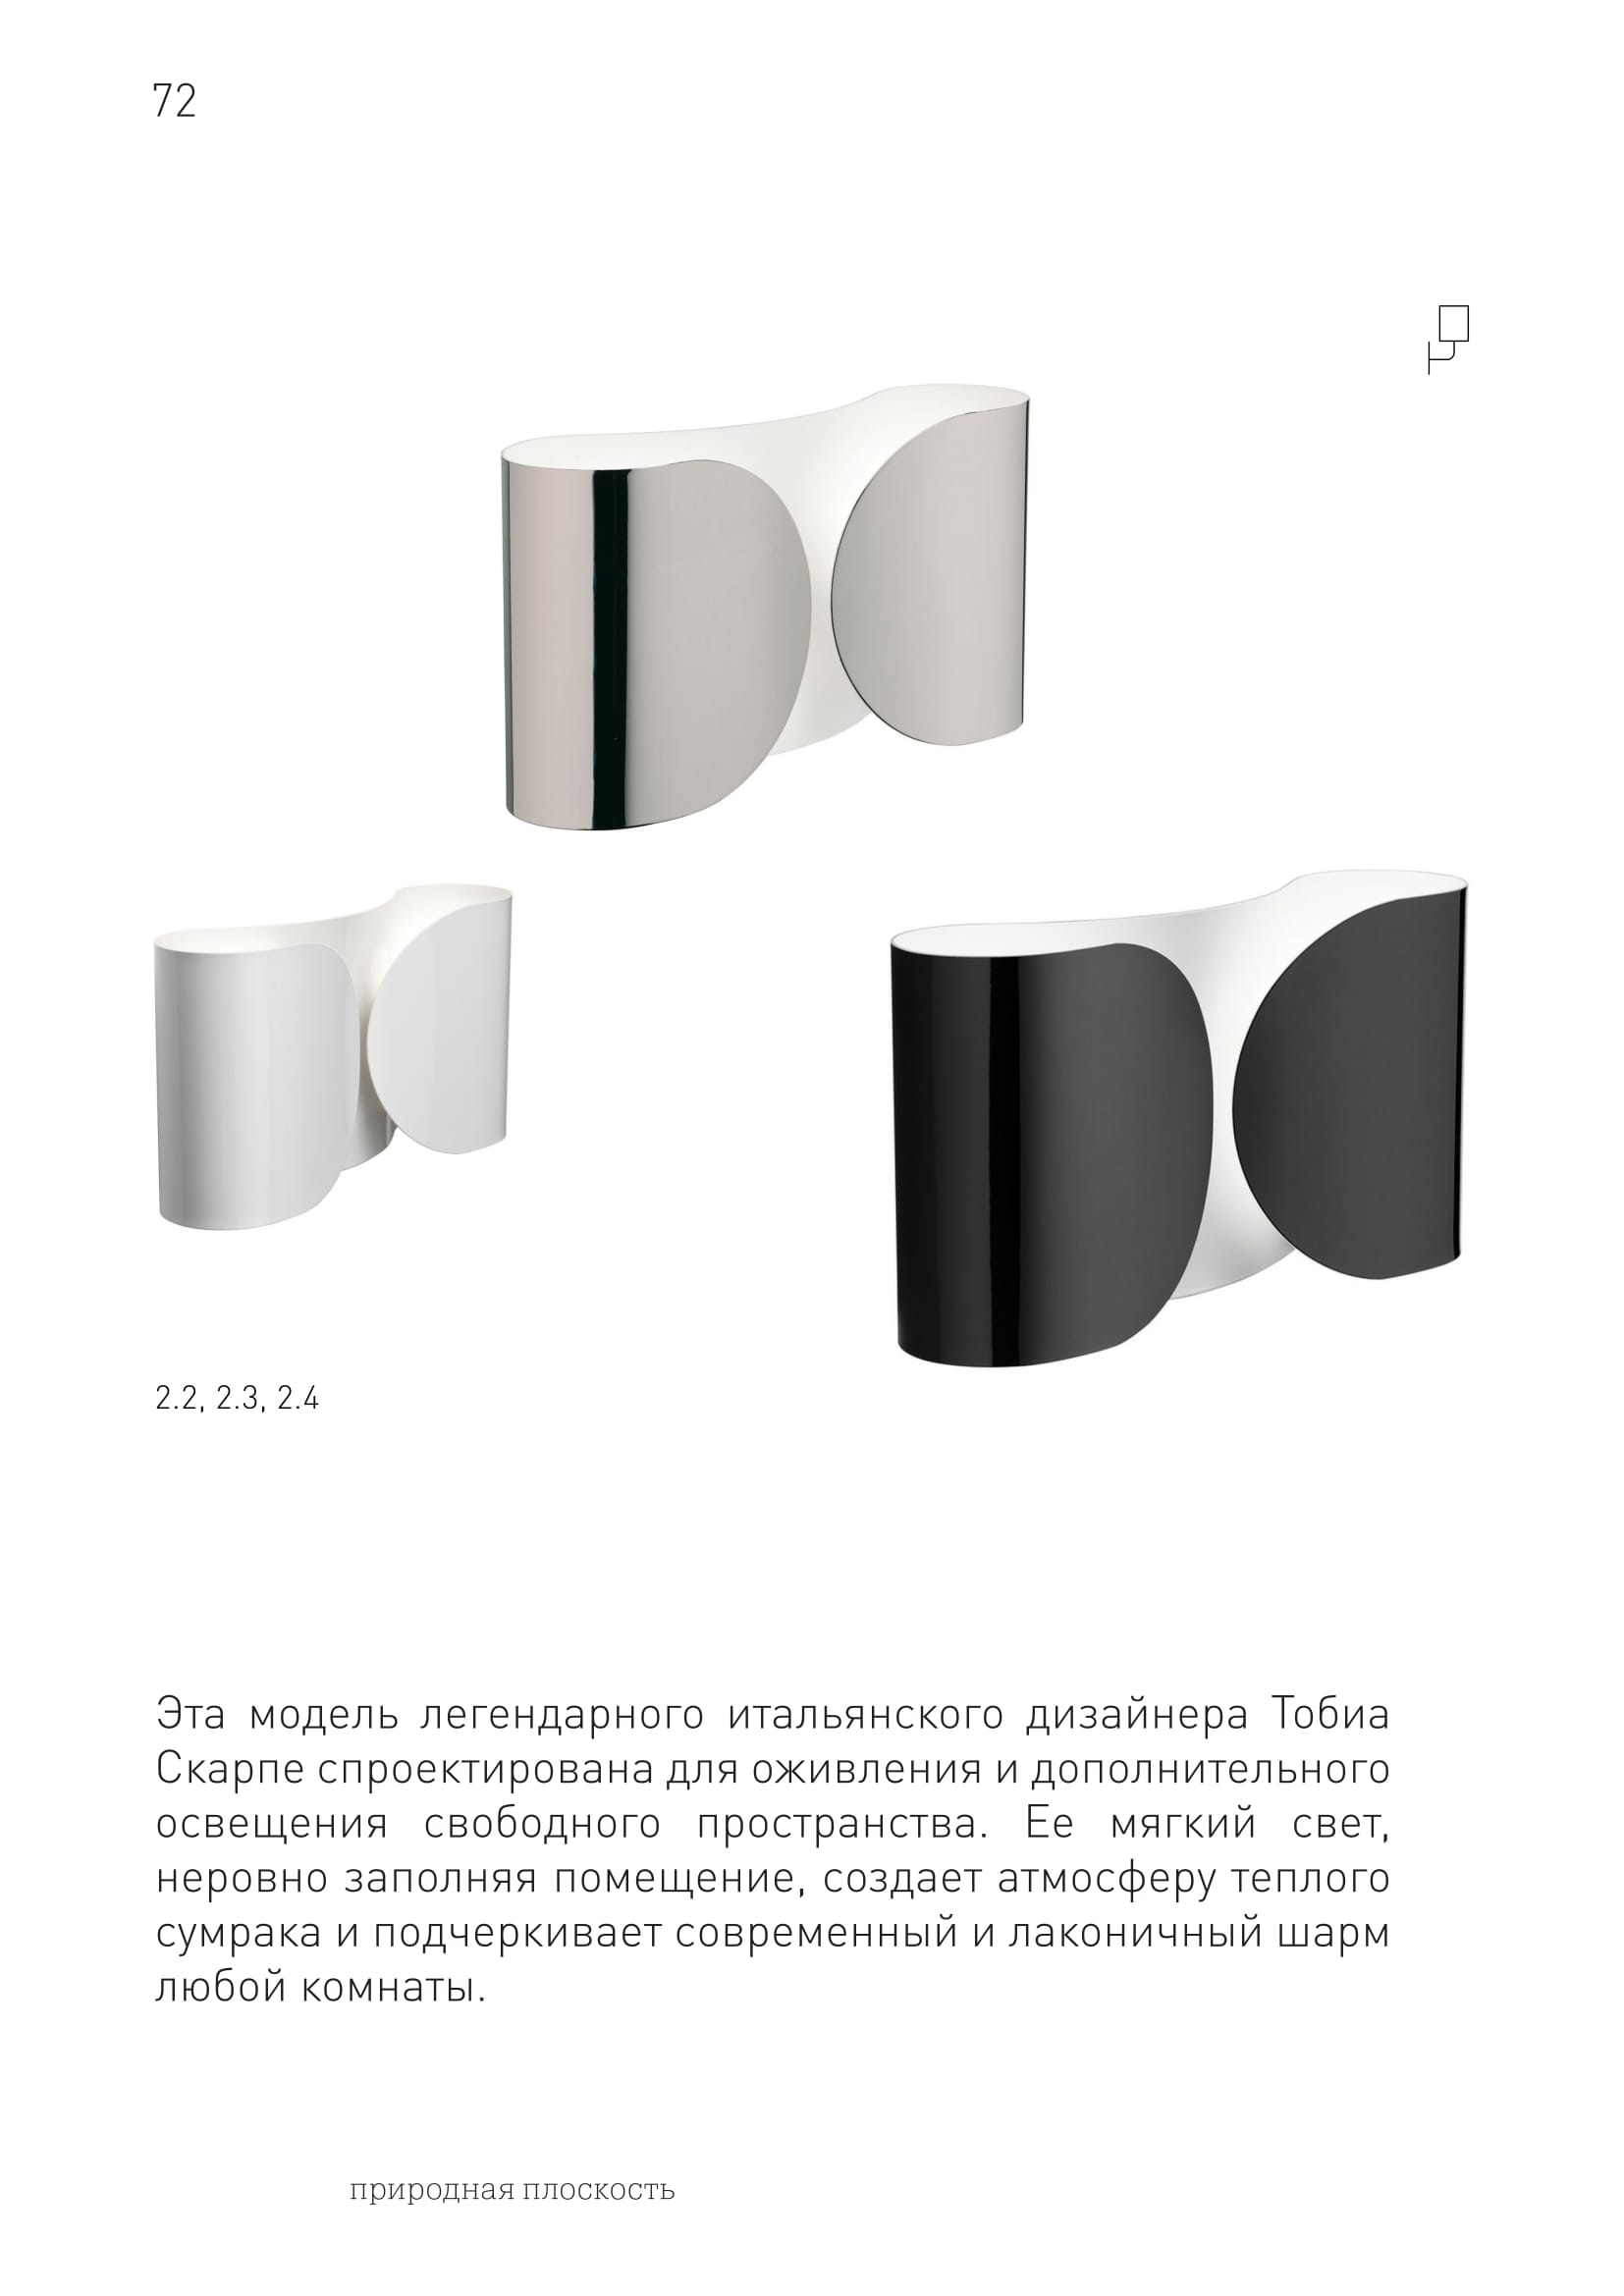 72
2.2, 2.3, 2.4
Эта модель легендарного итальянского дизайнера Тобиа
Скарпе спроектирована для оживления и дополнительного
освещения свободного пространства. Ее мягкий свет,
неровно заполняя помещение, создает атмосферу теплого
сумрака и подчеркивает современный и лаконичный шарм
любой комнаты.
природная плоскость